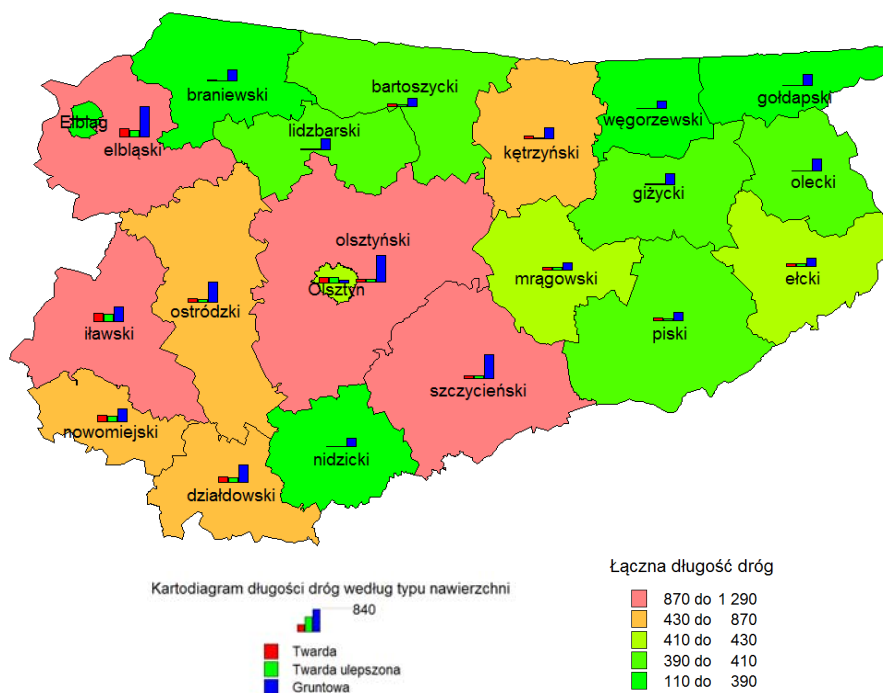 bartoszycki
braniewski
gołdapski
węgorzewski
Elbląg
lidzbarski
elbląski
kętrzyński
olecki
giżycki
olsztyński
mrągowski
ełcki
Olsztyn
ostródzki
iławski
piski
szczycieński
nowomiejski
nidzicki
działdowski
Kartodiagram długości dróg według typu nawierzchni
840
Twarda
Twarda ulepszona
Gruntowa
Łączna długość dróg
870 do 1 290
430 do 870
410 do 430
390 do 410
110 do 390